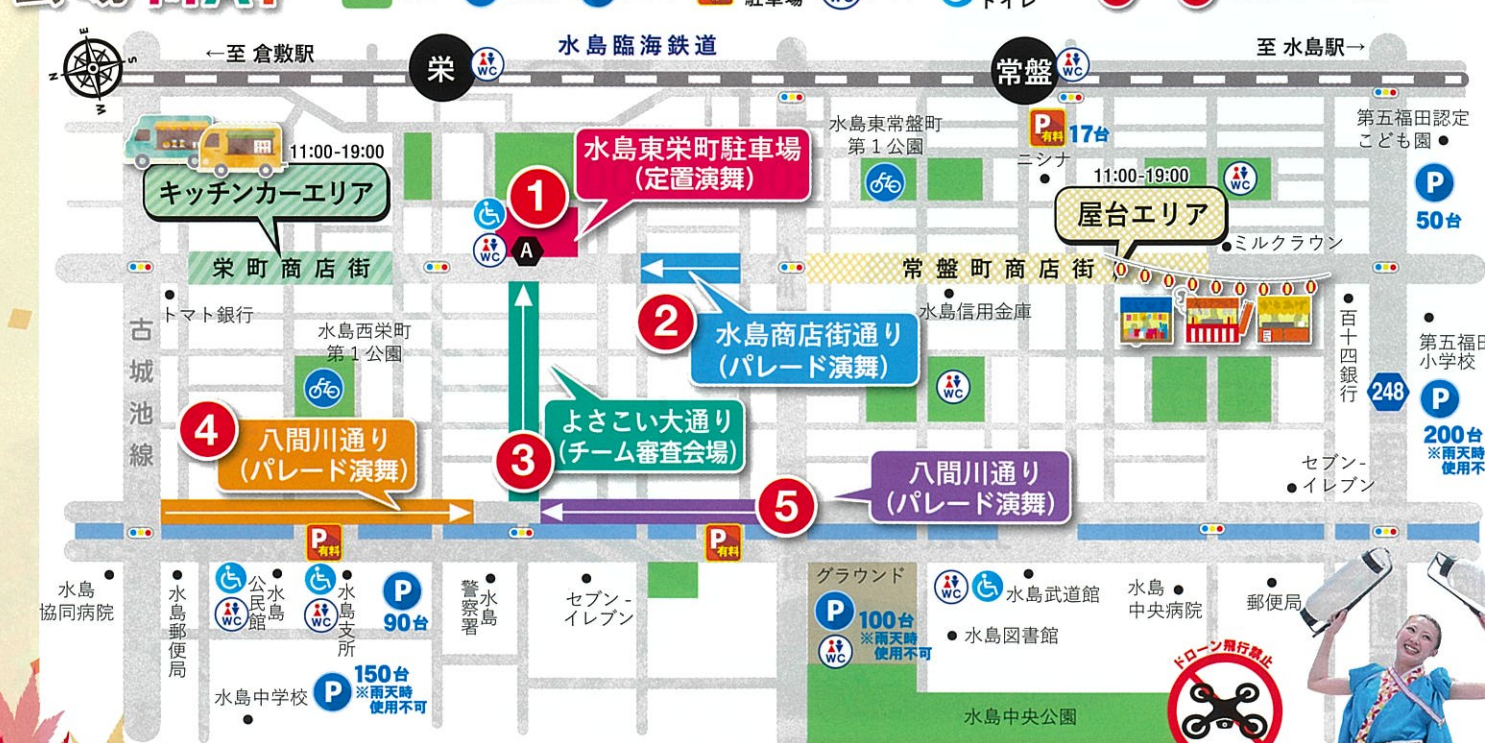 MAP
駐車場
トイレ
←至 倉敷駅
水島臨海鉄道
至 水島駅→
N
E
S
W
栄
WC
常盤
WC
11:00-19:00
キッチンカーエリア
1
水島東栄町駐車場
(定置演舞)
水島東常盤町
第1公園
P
有料
17台
ニシナ
第五福田認定
こども園
P
50台
11:00-19:00
屋台エリア
WC
ミルクラウン
WC
A
栄町商店街
常盤町商店街
トマト銀行
水島信用金庫
2
水島商店街通り
(パレード演舞)
古城池線
水島西栄町
第1公園
百十四銀行
第五福田
小学校
248
P
200台
※雨天時
使用不
WC
3
よさこい大通り
(チーム審査会場)
4
八間川通り
(パレード演舞)
5
八間川通り
(パレード演舞)
セブン-
イレブン
P
有料
P
有料
水島
協同病院
水島郵便局
WC
水島
公民館
WC
水島支所
P
90台
水島
警察署
セブン-
イレブン
グラウンド
P
100台
※雨天時
使用不可
WC
WC
水島武道館
水島図書館
水島
中央病院
郵便局
水島中学校
P
150台
※雨天時
使用不可
水島中央公園
ドローン飛行禁止